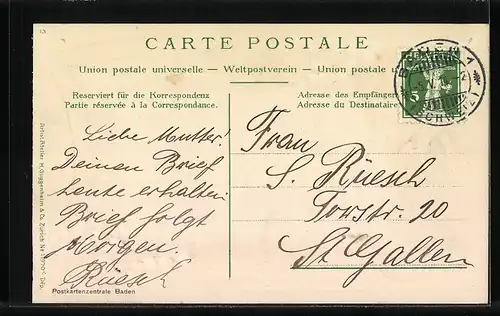 CARTE POSTALE
Union postale universelle – Weltpostverein – Union postale u
Reserviert für die Korrespondenz
Partie réservée à la Correspondance.
Adresse des Empfänger
Adresse du Destinataire
Liebe Mutter!
Deinen Brief
heute erhalten
Brief folgt
Morgen.
Rüesch
Frau
S. Rüesch
Torstr. 20
St Gallen
5
Postkartenzentrale Baden